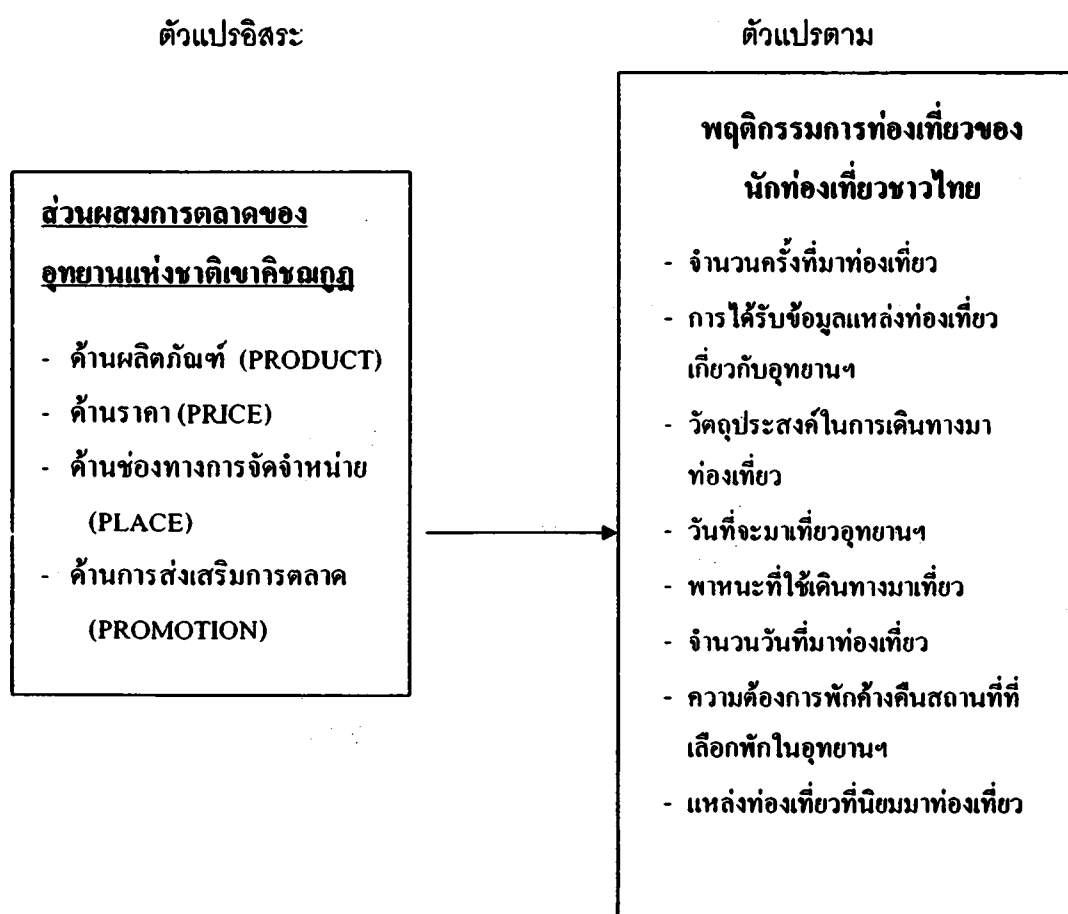 ตัวแปรอิสระ
ตัวแปรตาม
ส่วนผสมการตลาดของ
อุทยานแห่งชาติเขาคิชฌกูฏ
- ด้านผลิตภัณฑ์ (PRODUCT)
- ด้านราคา (PRICE)
- ด้านช่องทางการจัดจำหน่าย
(PLACE)
- ด้านการส่งเสริมการตลาด
(PROMOTION)
พฤติกรรมการท่องเที่ยวของ
นักท่องเที่ยวชาวไทย
- จำนวนครั้งที่มาท่องเที่ยว
- การได้รับข้อมูลแหล่งท่องเที่ยว
เกี่ยวกับอุทยานฯ
- วัตถุประสงค์ในการเดินทางมา
ท่องเที่ยว
- วันที่จะมาเที่ยวอุทยานฯ
- พาหนะที่ใช้เดินทางมาเที่ยว
- จำนวนวันที่มาท่องเที่ยว
- ความต้องการพักค้างคืนสถานที่ที่
เลือกพักในอุทยานฯ
- แหล่งท่องเที่ยวที่นิยมมาท่องเที่ยว